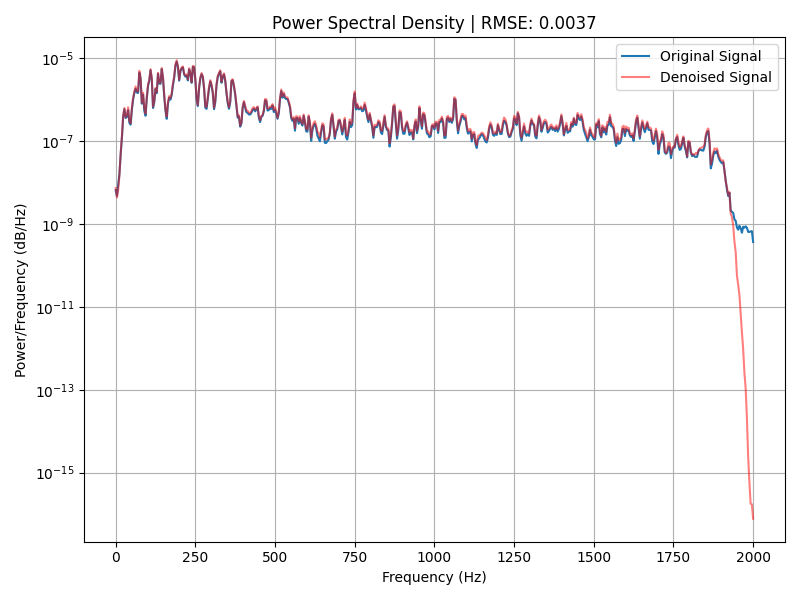 Power Spectral Density | RMSE: 0.0037
Original Signal
Denoised Signal
Power/Frequency (dB/Hz)
10^-5
10^-7
10^-9
10^-11
10^-13
10^-15
0 250 500 750 1000 1250 1500 1750 2000
Frequency (Hz)